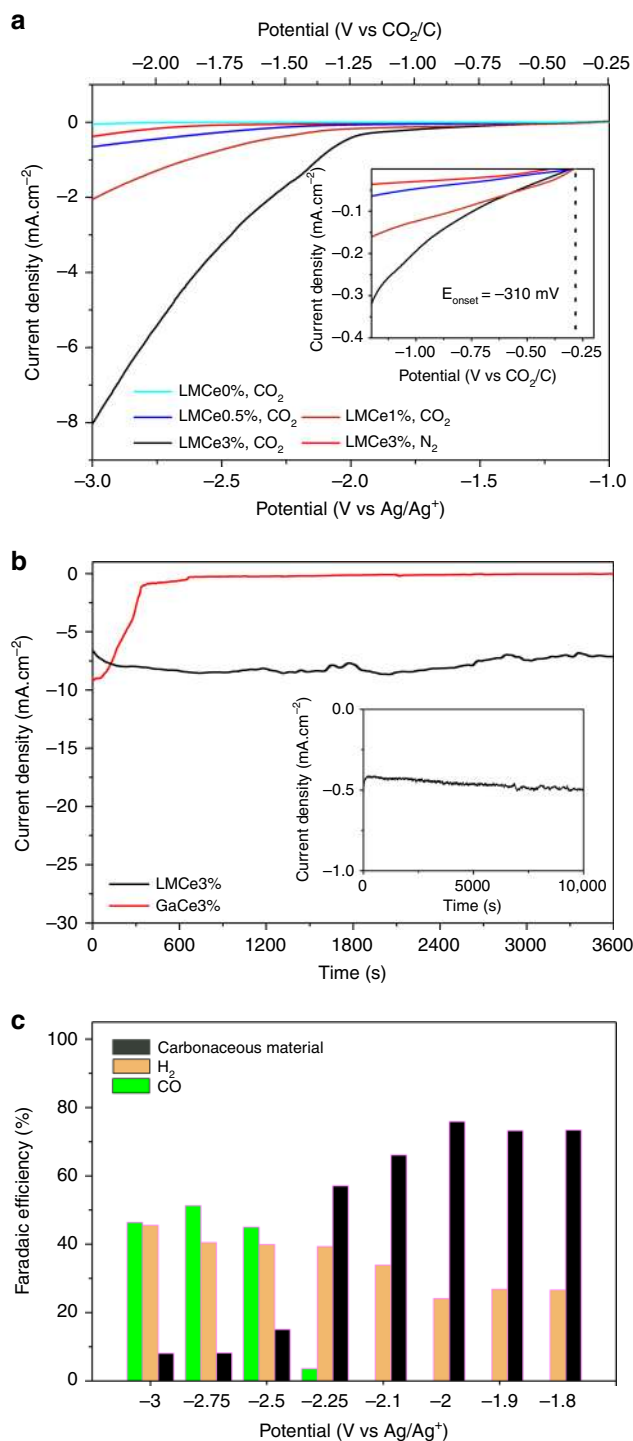 a
Potential (V vs CO₂/C)
−2.00 −1.75 −1.50 −1.25 −1.00 −0.75 −0.50 −0.25
0
−2
−4
−6
−8
Current density (mA.cm⁻²)
−0.1
−0.2
−0.3
−0.4
Current density (mA.cm⁻²)
E_onset = −310 mV
−1.00 −0.75 −0.50 −0.25
Potential (V vs CO₂/C)
LMCe0%, CO₂
LMCe0.5%, CO₂ LMCe1%, CO₂
LMCe3%, CO₂ LMCe3%, N₂
−3.0 −2.5 −2.0 −1.5 −1.0
Potential (V vs Ag/Ag⁺)
b
0
−5
−10
−15
−20
−25
−30
Current density (mA.cm⁻²)
0.0
−0.5
−1.0
Current density (mA.cm⁻²)
0 5000 10,000
Time (s)
LMCe3%
GaCe3%
0 600 1200 1800 2400 3000 3600
Time (s)
c
100
80
60
40
20
0
Faradaic efficiency (%)
Carbonaceous material
H₂
CO
−3 −2.75 −2.5 −2.25 −2.1 −2 −1.9 −1.8
Potential (V vs Ag/Ag⁺)